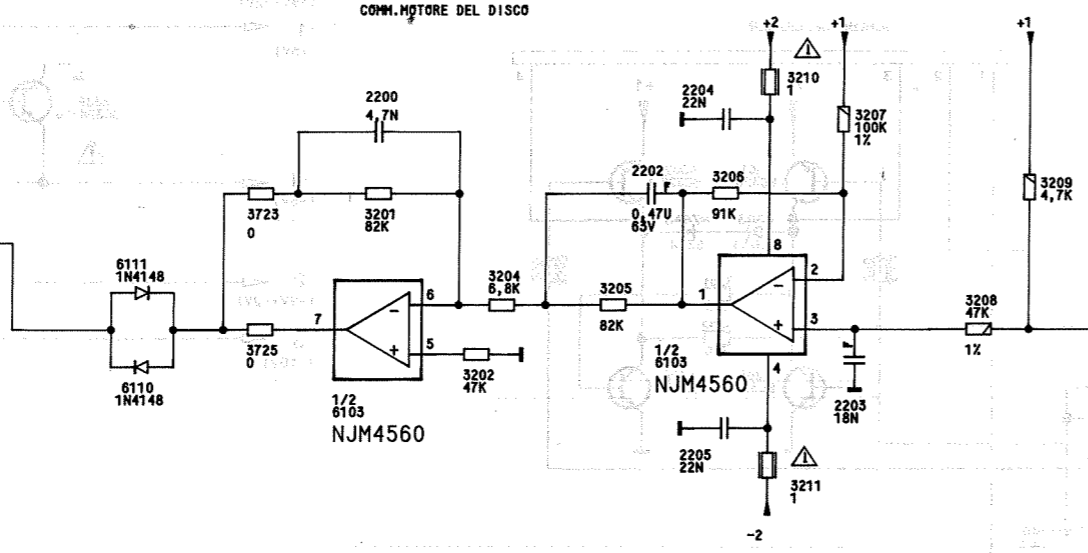 COMM.MOTORE DEL DISCO
+2
+1
+1
3210
1
2204
22N
3207
100K
1%
2200
4,7N
2202
0,47U
63V
3206
91K
3209
4,7K
3723
0
3201
82K
6111
1N4148
3204
6,8K
3205
82K
8
2
1
3
4
3208
47K
1%
7
6
5
3725
0
3202
47K
6110
1N4148
1/2
6103
NJM4560
1/2
6103
NJM4560
2203
18N
2205
22N
3211
1
-2